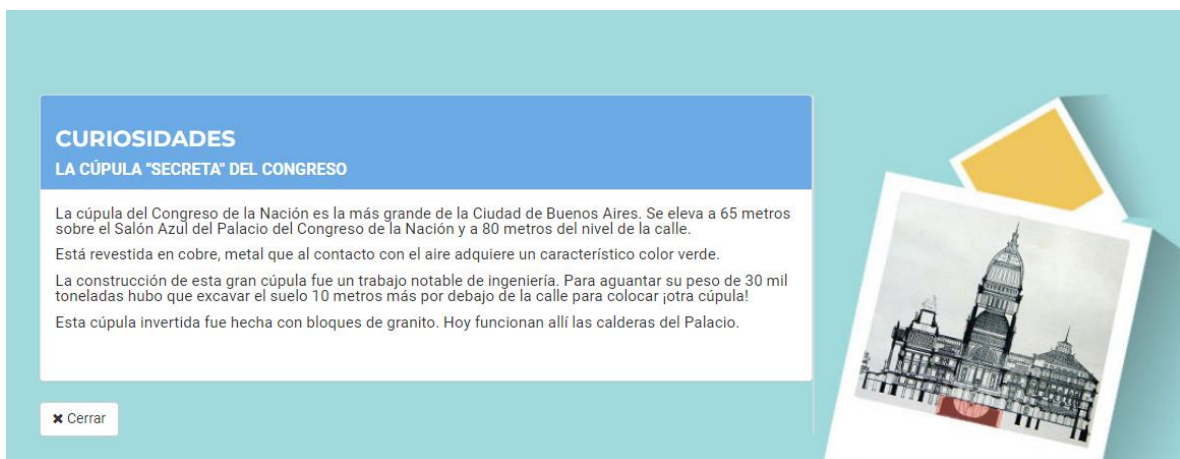 CURIOSIDADES
LA CÚPULA "SECRETA" DEL CONGRESO
La cúpula del Congreso de la Nación es la más grande de la Ciudad de Buenos Aires. Se eleva a 65 metros
sobre el Salón Azul del Palacio del Congreso de la Nación y a 80 metros del nivel de la calle.
Está revestida en cobre, metal que al contacto con el aire adquiere un característico color verde.
La construcción de esta gran cúpula fue un trabajo notable de ingeniería. Para aguantar su peso de 30 mil
toneladas hubo que excavar el suelo 10 metros más por debajo de la calle para colocar ¡otra cúpula!
Esta cúpula invertida fue hecha con bloques de granito. Hoy funcionan allí las calderas del Palacio.
✖ Cerrar